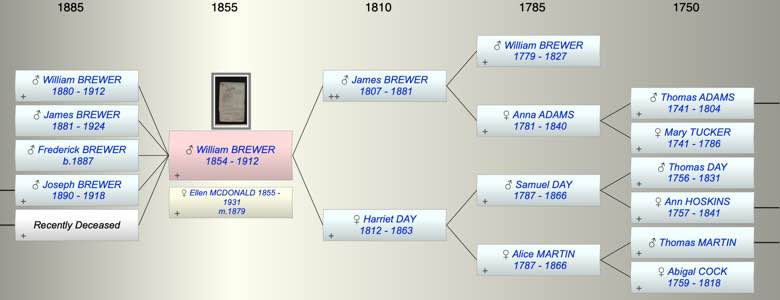 1885
1855
1810
1785
1750
♂ William BREWER
1880 - 1912
+
♂ James BREWER
1881 - 1924
♂ Frederick BREWER
b.1887
♂ Joseph BREWER
1890 - 1918
+
Recently Deceased
+
♂ William BREWER
1854 - 1912
+
♀ Ellen MCDONALD 1855 -
1931
m.1879
+
♂ James BREWER
1807 - 1881
++
♀ Harriet DAY
1812 - 1863
+
♂ William BREWER
1779 - 1827
+
♀ Anna ADAMS
1781 - 1840
+
♂ Samuel DAY
1787 - 1866
+
♀ Alice MARTIN
1787 - 1866
+
♂ Thomas ADAMS
1741 - 1804
+
♀ Mary TUCKER
1741 - 1786
+
♂ Thomas DAY
1756 - 1831
+
♀ Ann HOSKINS
1757 - 1841
+
♂ Thomas MARTIN
+
♀ Abigal COCK
1759 - 1818
+